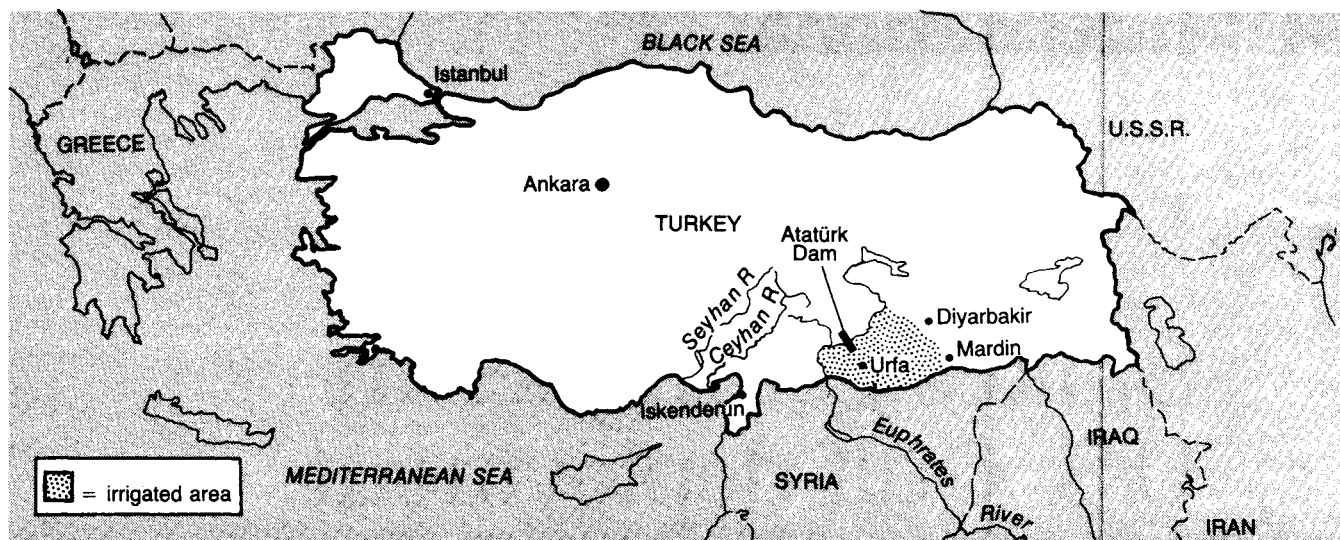 BLACK SEA
Istanbul
U.S.S.R.
GREECE
Ankara
TURKEY
Atatürk
Dam
Seyhan R
Ceyhan R
Diyarbakir
Mardin
Urfa
Iskenderun
Euphrates
River
IRAQ
MEDITERRANEAN SEA
SYRIA
= irrigated area
IRAN